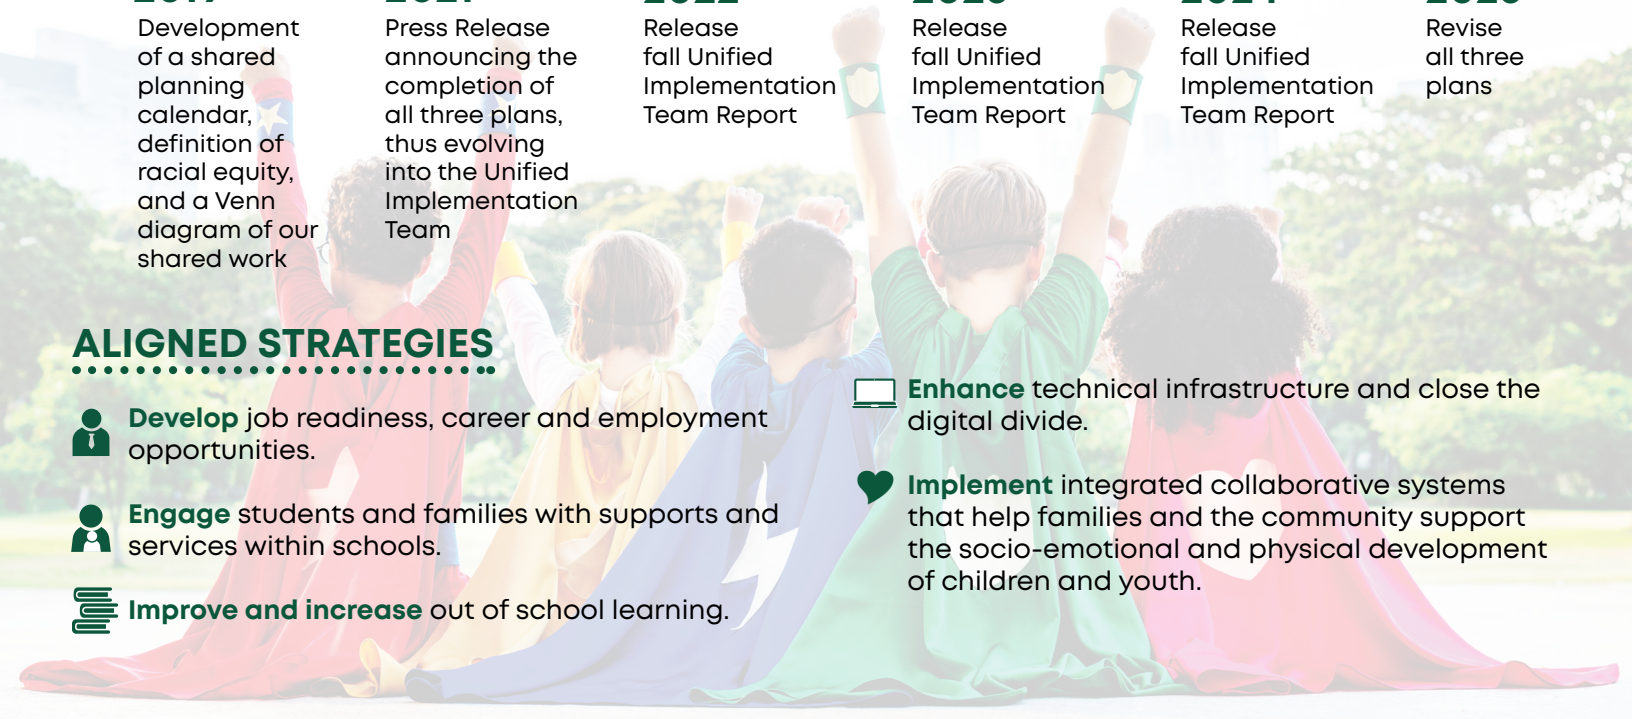 Development
of a shared
planning
calendar,
definition of
racial equity,
and a Venn
diagram of our
shared work
Press Release
announcing the
completion of
all three plans,
thus evolving
into the Unified
Implementation
Team
Release
fall Unified
Implementation
Team Report
Release
fall Unified
Implementation
Team Report
Release
fall Unified
Implementation
Team Report
Revise
all three
plans
ALIGNED STRATEGIES
Develop job readiness, career and employment
opportunities.
Engage students and families with supports and
services within schools.
Improve and increase out of school learning.
Enhance technical infrastructure and close the
digital divide.
Implement integrated collaborative systems
that help families and the community support
the socio-emotional and physical development
of children and youth.